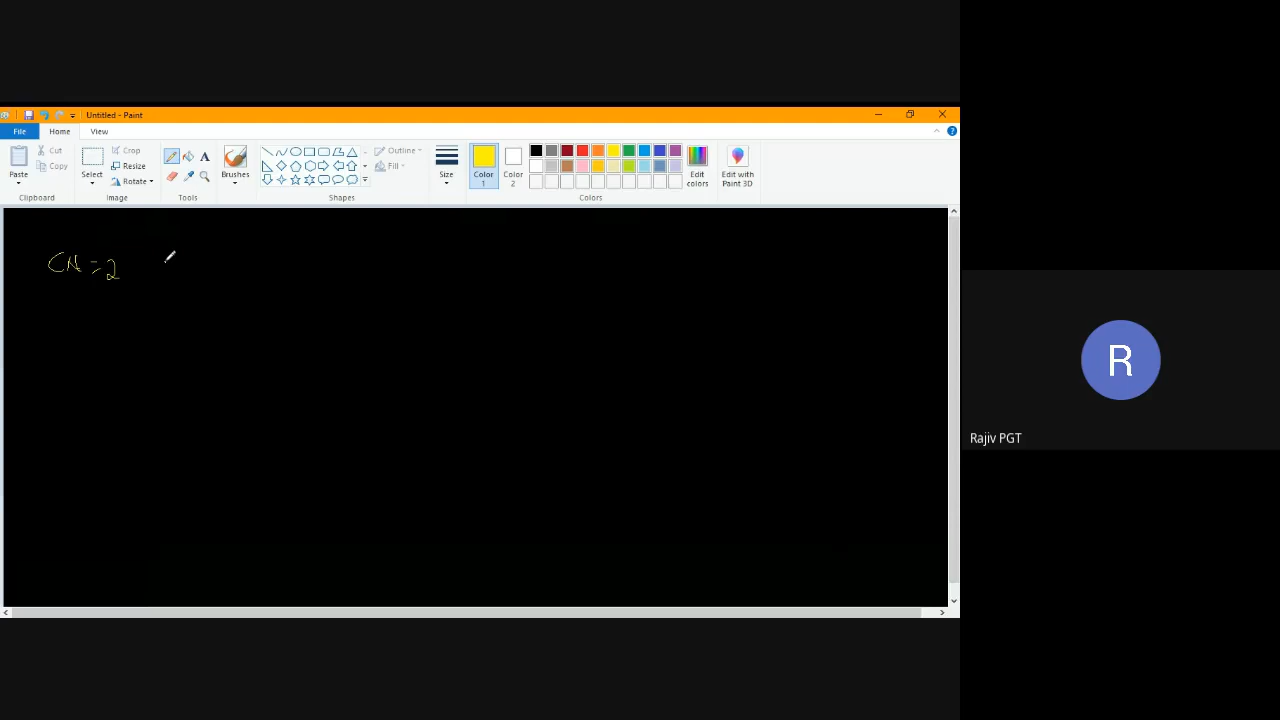 Untitled - Paint
File Home View
Paste
Cut
Copy
Clipboard
Select
Crop
Resize
Rotate
Image
Tools
Brushes
Shapes
Outline
Fill
Size
Color 1
Color 2
Colors
Edit colors
Edit with Paint 3D
CN = 2
R
Rajiv PGT